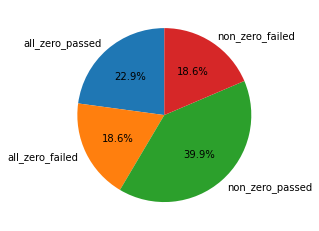 non_zero_failed
all_zero_passed
18.6%
22.9%
18.6%
39.9%
all_zero_failed
non_zero_passed